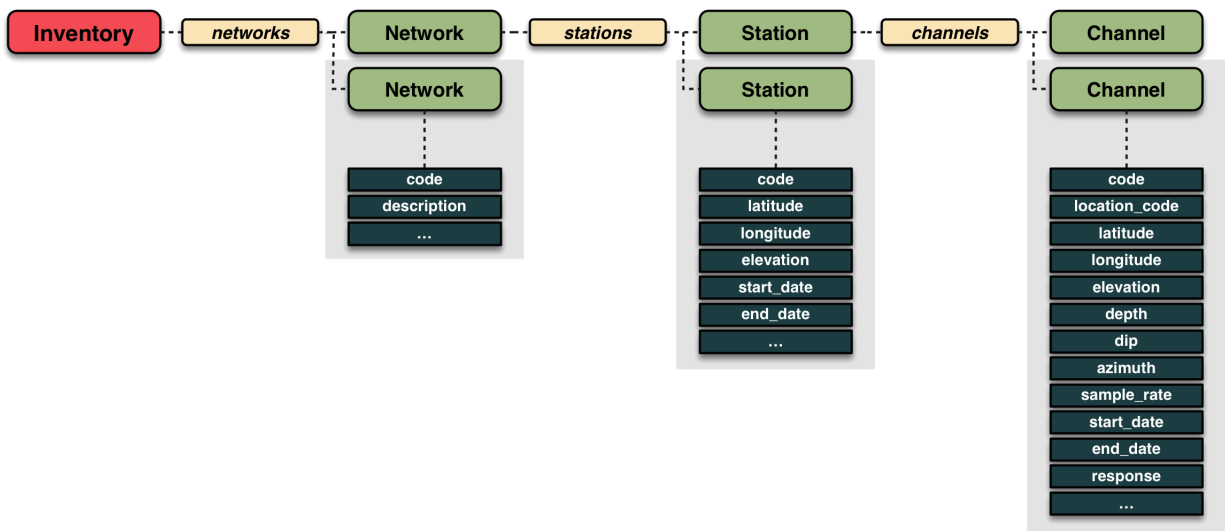 Inventory
networks
Network
stations
Station
channels
Channel
Network
Station
Channel
code
description
...
code
latitude
longitude
elevation
start_date
end_date
...
code
location_code
latitude
longitude
elevation
depth
dip
azimuth
sample_rate
start_date
end_date
response
...